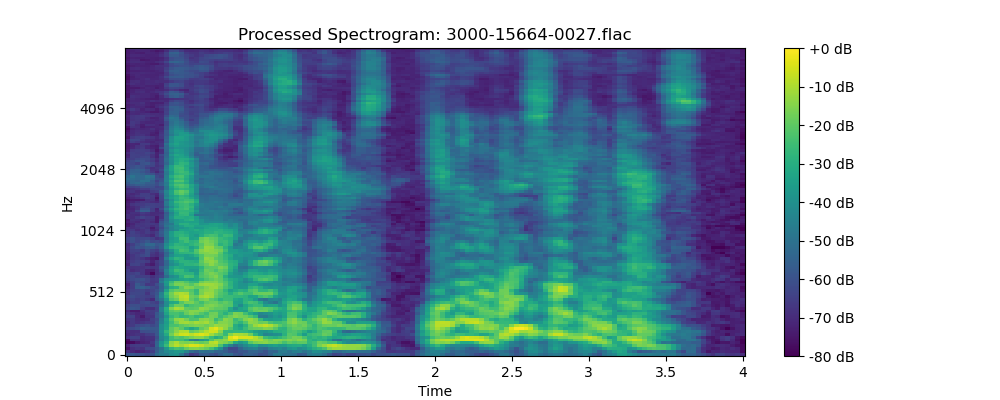 Processed Spectrogram: 3000-15664-0027.flac
Hz
4096
2048
1024
512
0
0
0.5
1
1.5
2
2.5
3
3.5
4
Time
+0 dB
-10 dB
-20 dB
-30 dB
-40 dB
-50 dB
-60 dB
-70 dB
-80 dB